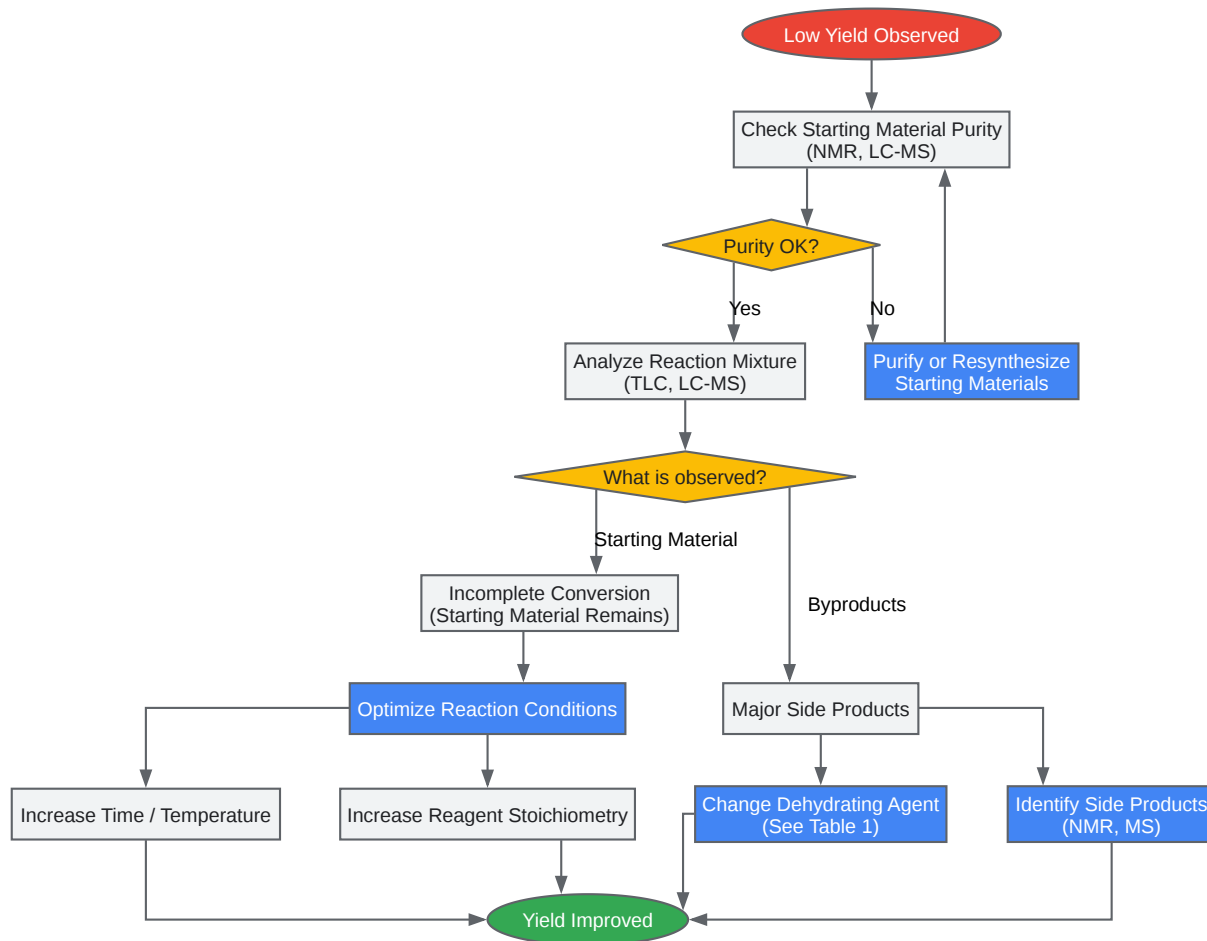 Low Yield Observed
Check Starting Material Purity
(NMR, LC-MS)
Purity OK?
Yes
No
Analyze Reaction Mixture
(TLC, LC-MS)
Purify or Resynthesize
Starting Materials
What is observed?
Starting Material
Incomplete Conversion
(Starting Material Remains)
Byproducts
Optimize Reaction Conditions
Major Side Products
Increase Time / Temperature
Increase Reagent Stoichiometry
Change Dehydrating Agent
(See Table 1)
Identify Side Products
(NMR, MS)
Yield Improved